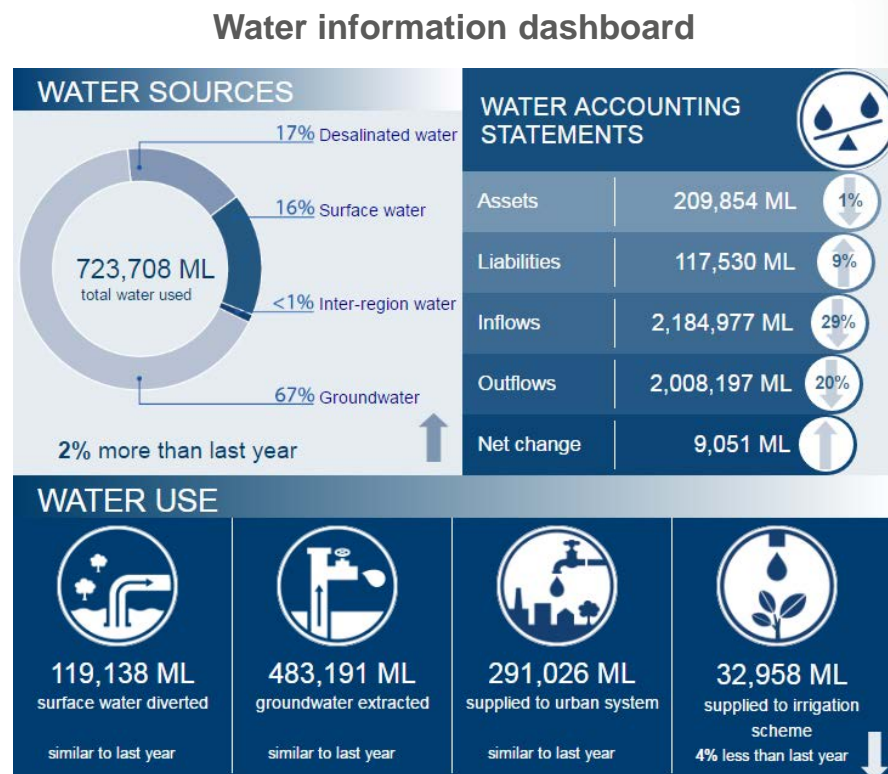 Water information dashboard
WATER SOURCES
17% Desalinated water
16% Surface water
723,708 ML
total water used
<1% Inter-region water
67% Groundwater
2% more than last year
WATER ACCOUNTING
STATEMENTS
Assets 209,854 ML 1%
Liabilities 117,530 ML 9%
Inflows 2,184,977 ML 29%
Outflows 2,008,197 ML 20%
Net change 9,051 ML
WATER USE
119,138 ML
surface water diverted
similar to last year
483,191 ML
groundwater extracted
similar to last year
291,026 ML
supplied to urban system
similar to last year
32,958 ML
supplied to irrigation
scheme
4% less than last year